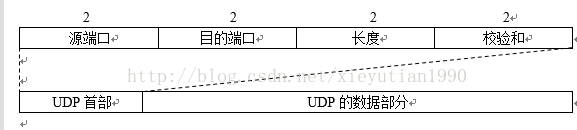 2 2 2 2
源端口 目的端口 长度 校验和
http://blog.csdn.net/xieyutian1990
UDP 首部 UDP 的数据部分